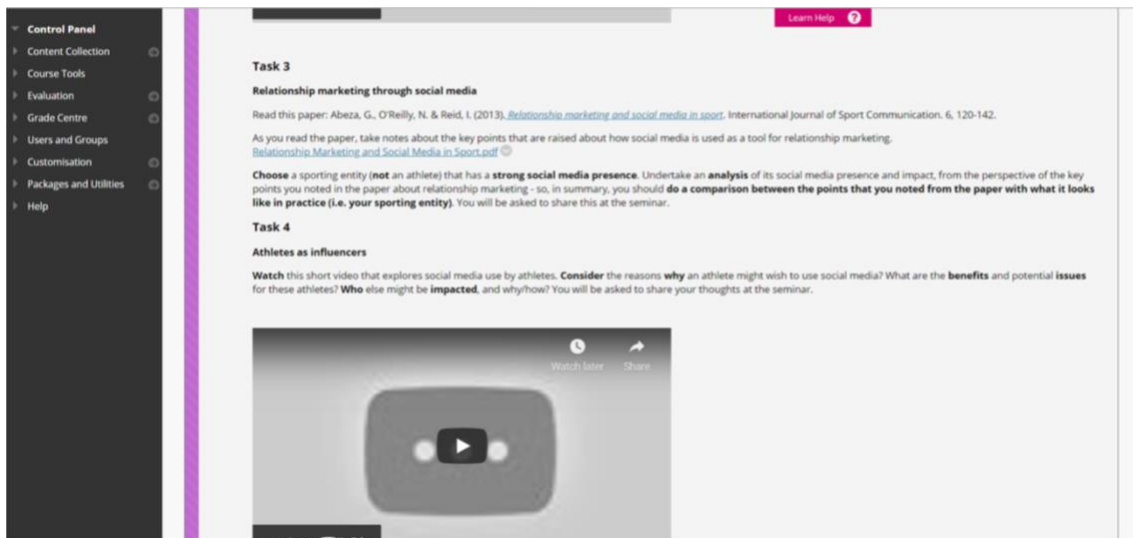 Learn Help ?
Control Panel
Content Collection
Course Tools
Evaluation
Grade Centre
Users and Groups
Customisation
Packages and Utilities
Help
Task 3
Relationship marketing through social media
Read this paper: Abeza, G., O'Reilly, N. & Reid, I. (2013). Relationship marketing and social media in sport. International Journal of Sport Communication. 6, 120-142.
As you read the paper, take notes about the key points that are raised about how social media is used as a tool for relationship marketing.
Relationship Marketing and Social Media in Sport.pdf
Choose a sporting entity (not an athlete) that has a strong social media presence. Undertake an analysis of its social media presence and impact, from the perspective of the key
points you noted in the paper about relationship marketing - so, in summary, you should do a comparison between the points that you noted from the paper with what it looks
like in practice (i.e. your sporting entity). You will be asked to share this at the seminar.
Task 4
Athletes as influencers
Watch this short video that explores social media use by athletes. Consider the reasons why an athlete might wish to use social media? What are the benefits and potential issues
for these athletes? Who else might be impacted, and why/how? You will be asked to share your thoughts at the seminar.
Watch later Share